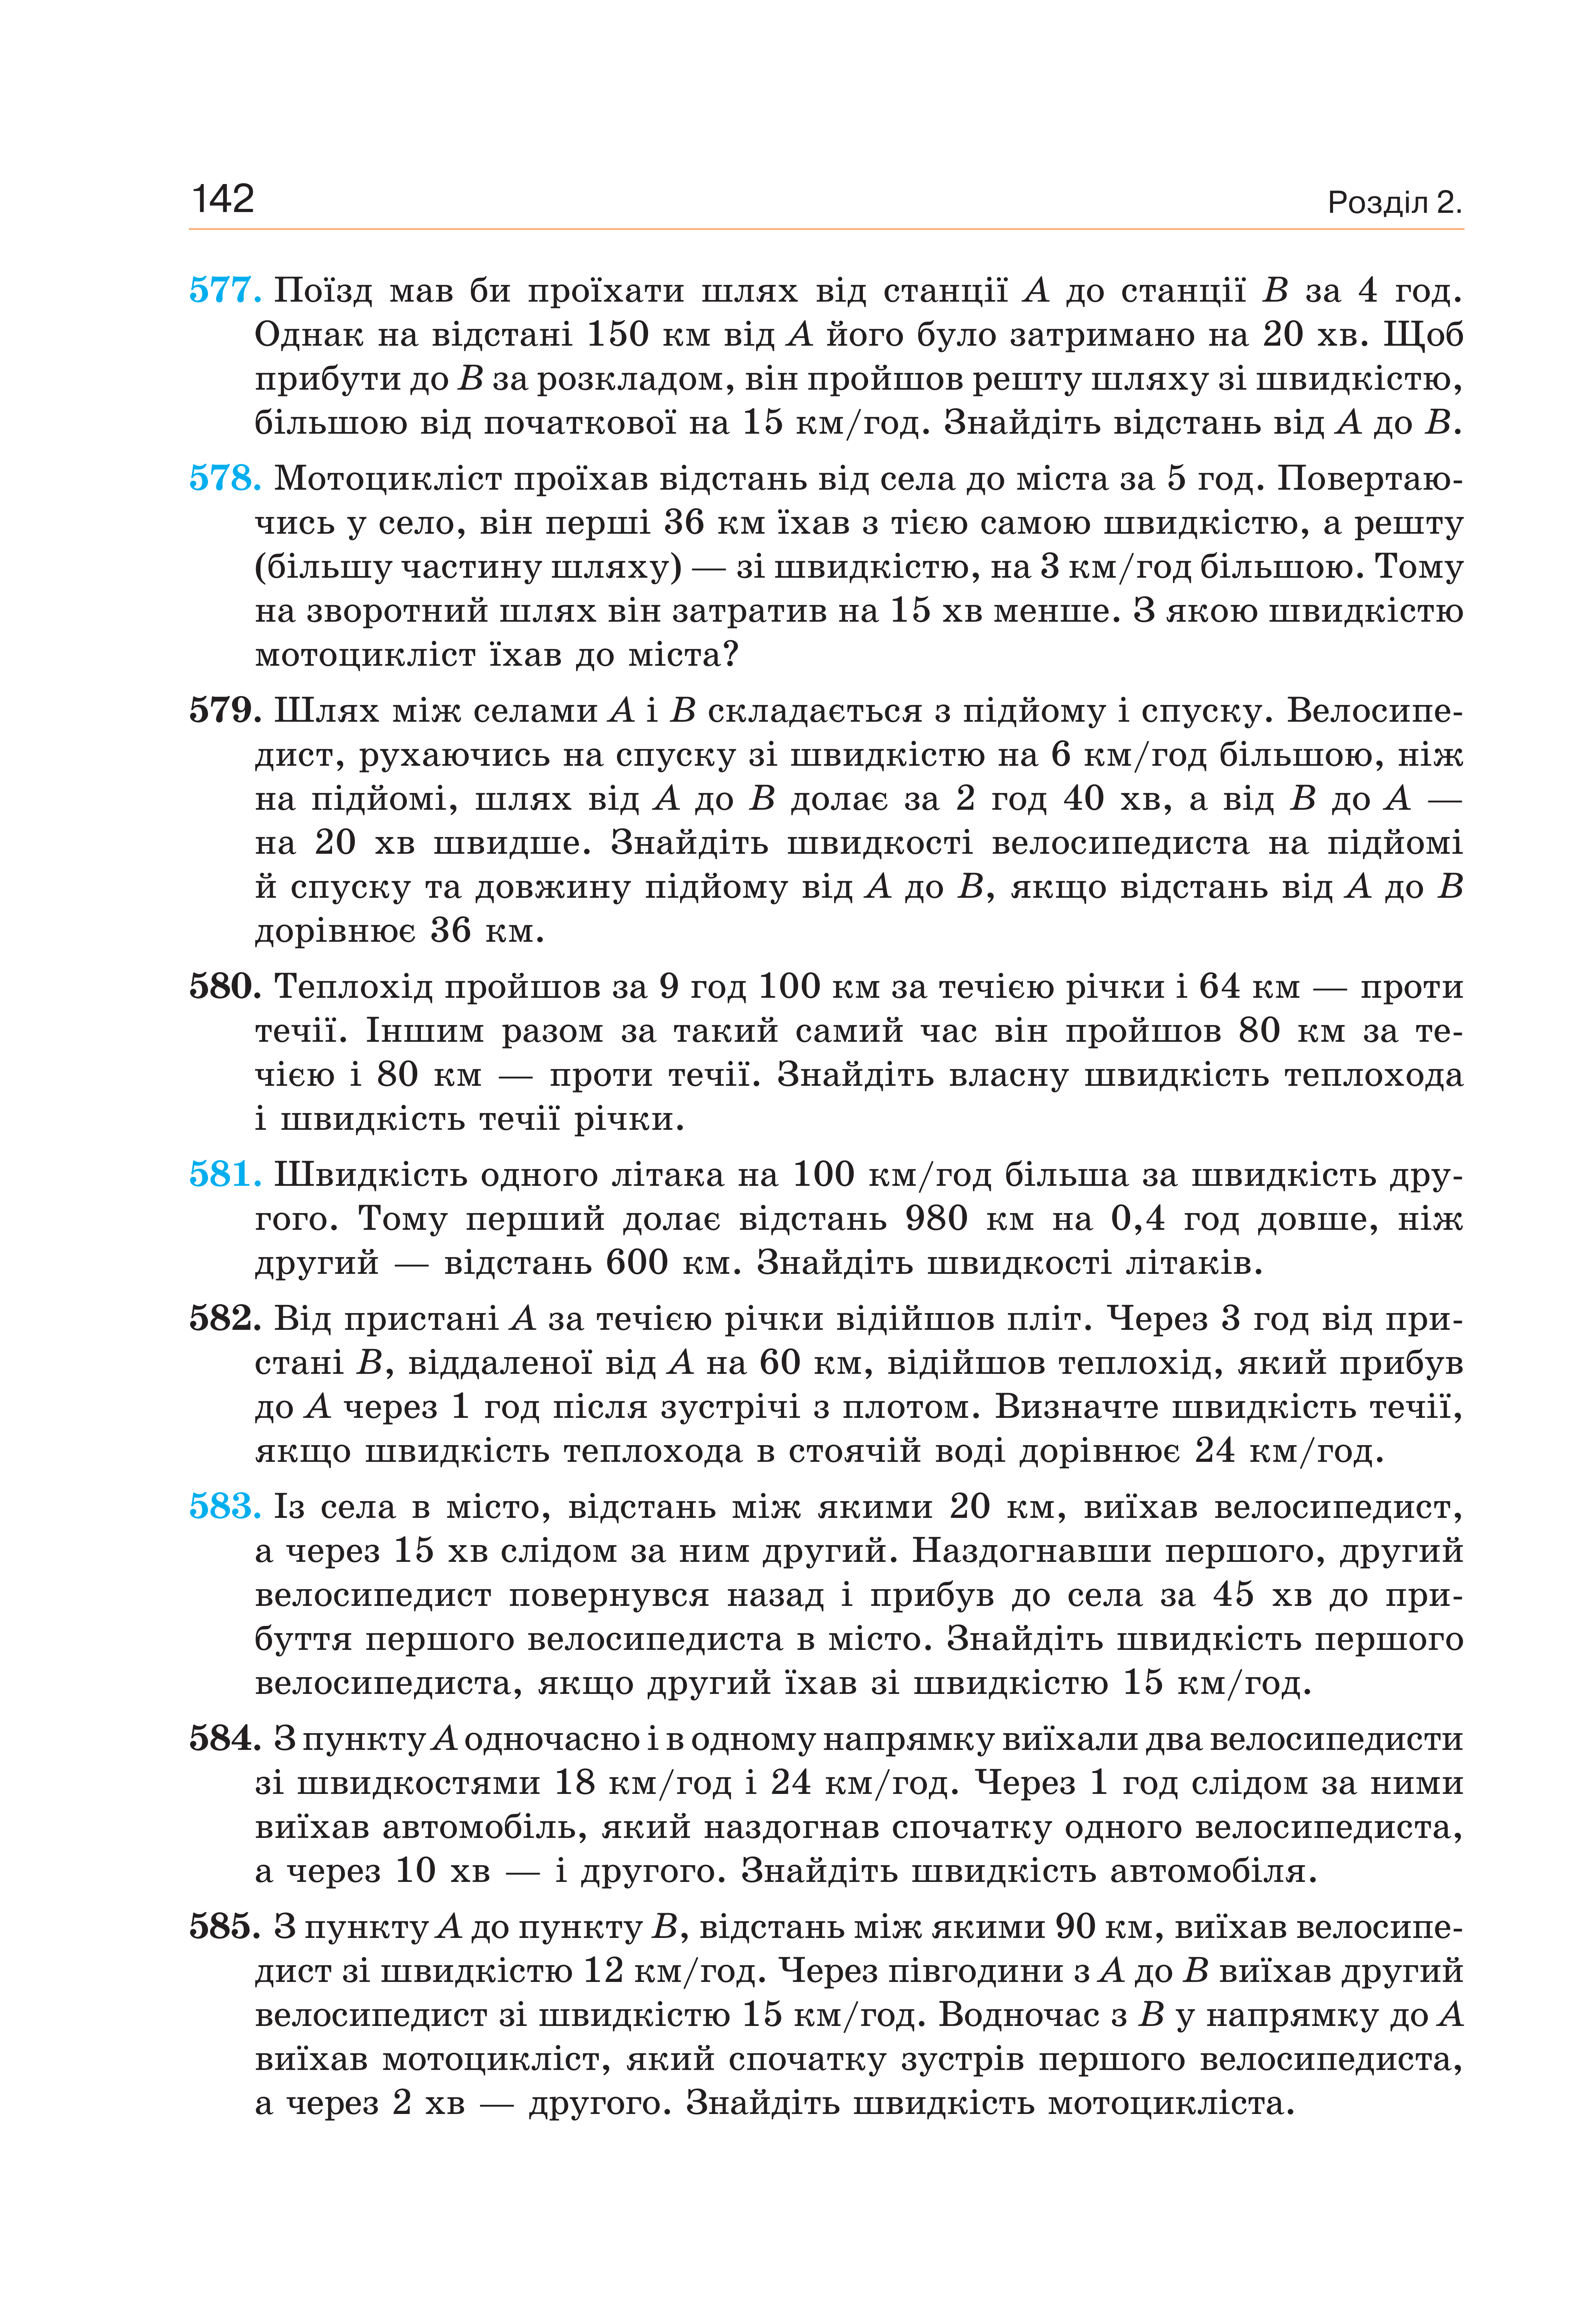 142
Розділ 2.
577. Поїзд мав би проїхати шлях від станції A до станції B за 4 год.
Однак на відстані 150 км від A його було затримано на 20 хв. Щоб
прибути до B за розкладом, він пройшов решту шляху зі швидкістю,
більшою від початкової на 15 км/год. Знайдіть відстань від A до B.
578. Мотоцикліст проїхав відстань від села до міста за 5 год. Повертаю-
чись у село, він перші 36 км їхав з тією самою швидкістю, а решту
(більшу частину шляху) — зі швидкістю, на 3 км/год більшою. Тому
на зворотний шлях він затратив на 15 хв менше. З якою швидкістю
мотоцикліст їхав до міста?
579. Шлях між селами A і B складається з підйому і спуску. Велосипе-
дист, рухаючись на спуску зі швидкістю на 6 км/год більшою, ніж
на підйомі, шлях від A до B долає за 2 год 40 хв, а від B до A —
на 20 хв швидше. Знайдіть швидкості велосипедиста на підйомі
й спуску та довжину підйому від A до B, якщо відстань від A до B
дорівнює 36 км.
580. Теплохід пройшов за 9 год 100 км за течією річки і 64 км — проти
течії. Іншим разом за такий самий час він пройшов 80 км за те-
чією і 80 км — проти течії. Знайдіть власну швидкість теплохода
і швидкість течії річки.
581. Швидкість одного літака на 100 км/год більша за швидкість дру-
гого. Тому перший долає відстань 980 км на 0,4 год довше, ніж
другий — відстань 600 км. Знайдіть швидкості літаків.
582. Від пристані A за течією річки відійшов пліт. Через 3 год від при-
стані B, віддаленої від A на 60 км, відійшов теплохід, який прибув
до A через 1 год після зустрічі з плотом. Визначте швидкість течії,
якщо швидкість теплохода в стоячій воді дорівнює 24 км/год.
583. Із села в місто, відстань між якими 20 км, виїхав велосипедист,
а через 15 хв слідом за ним другий. Наздогнавши першого, другий
велосипедист повернувся назад і прибув до села за 45 хв до при-
буття першого велосипедиста в місто. Знайдіть швидкість першого
велосипедиста, якщо другий їхав зі швидкістю 15 км/год.
584. З пункту A одночасно і в одному напрямку виїхали два велосипедисти
зі швидкостями 18 км/год і 24 км/год. Через 1 год слідом за ними
виїхав автомобіль, який наздогнав спочатку одного велосипедиста,
а через 10 хв — і другого. Знайдіть швидкість автомобіля.
585. З пункту A до пункту B, відстань між якими 90 км, виїхав велосипе-
дист зі швидкістю 12 км/год. Через півгодини з A до B виїхав другий
велосипедист зі швидкістю 15 км/год. Водночас з B у напрямку до A
виїхав мотоцикліст, який спочатку зустрів першого велосипедиста,
а через 2 хв — другого. Знайдіть швидкість мотоцикліста.